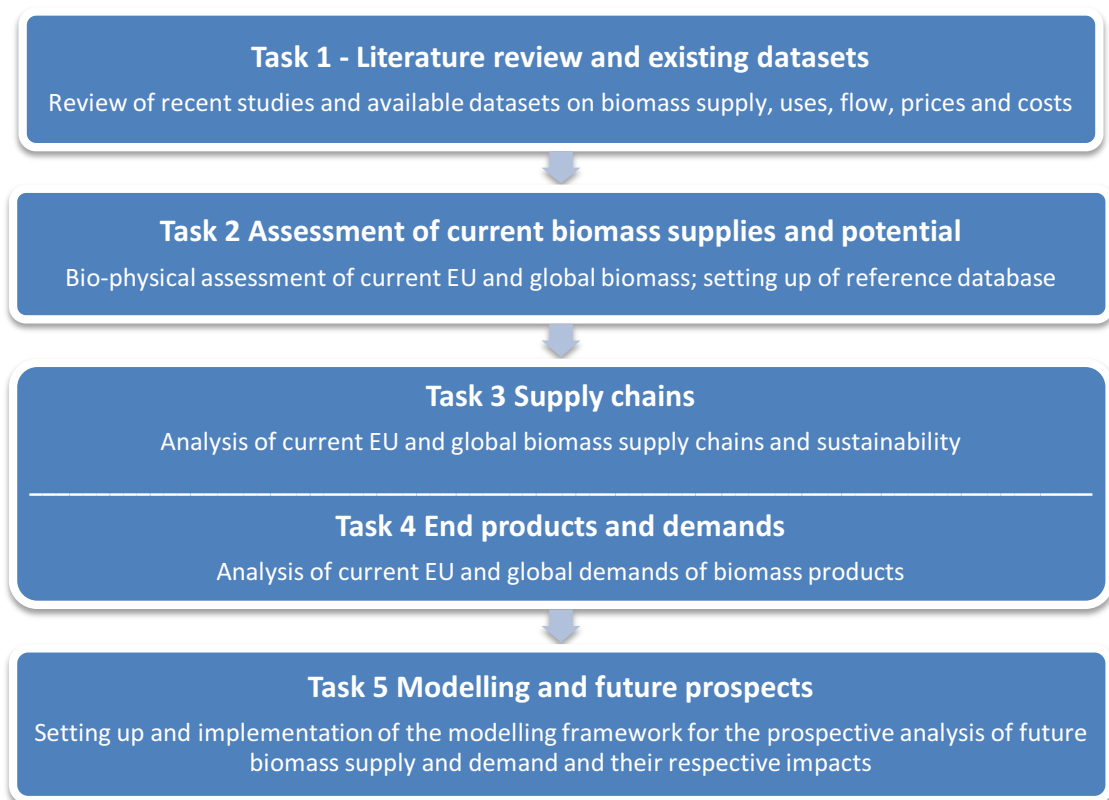 Task 1 - Literature review and existing datasets
Review of recent studies and available datasets on biomass supply, uses, flow, prices and costs
Task 2 Assessment of current biomass supplies and potential
Bio-physical assessment of current EU and global biomass; setting up of reference database
Task 3 Supply chains
Analysis of current EU and global biomass supply chains and sustainability
Task 4 End products and demands
Analysis of current EU and global demands of biomass products
Task 5 Modelling and future prospects
Setting up and implementation of the modelling framework for the prospective analysis of future
biomass supply and demand and their respective impacts